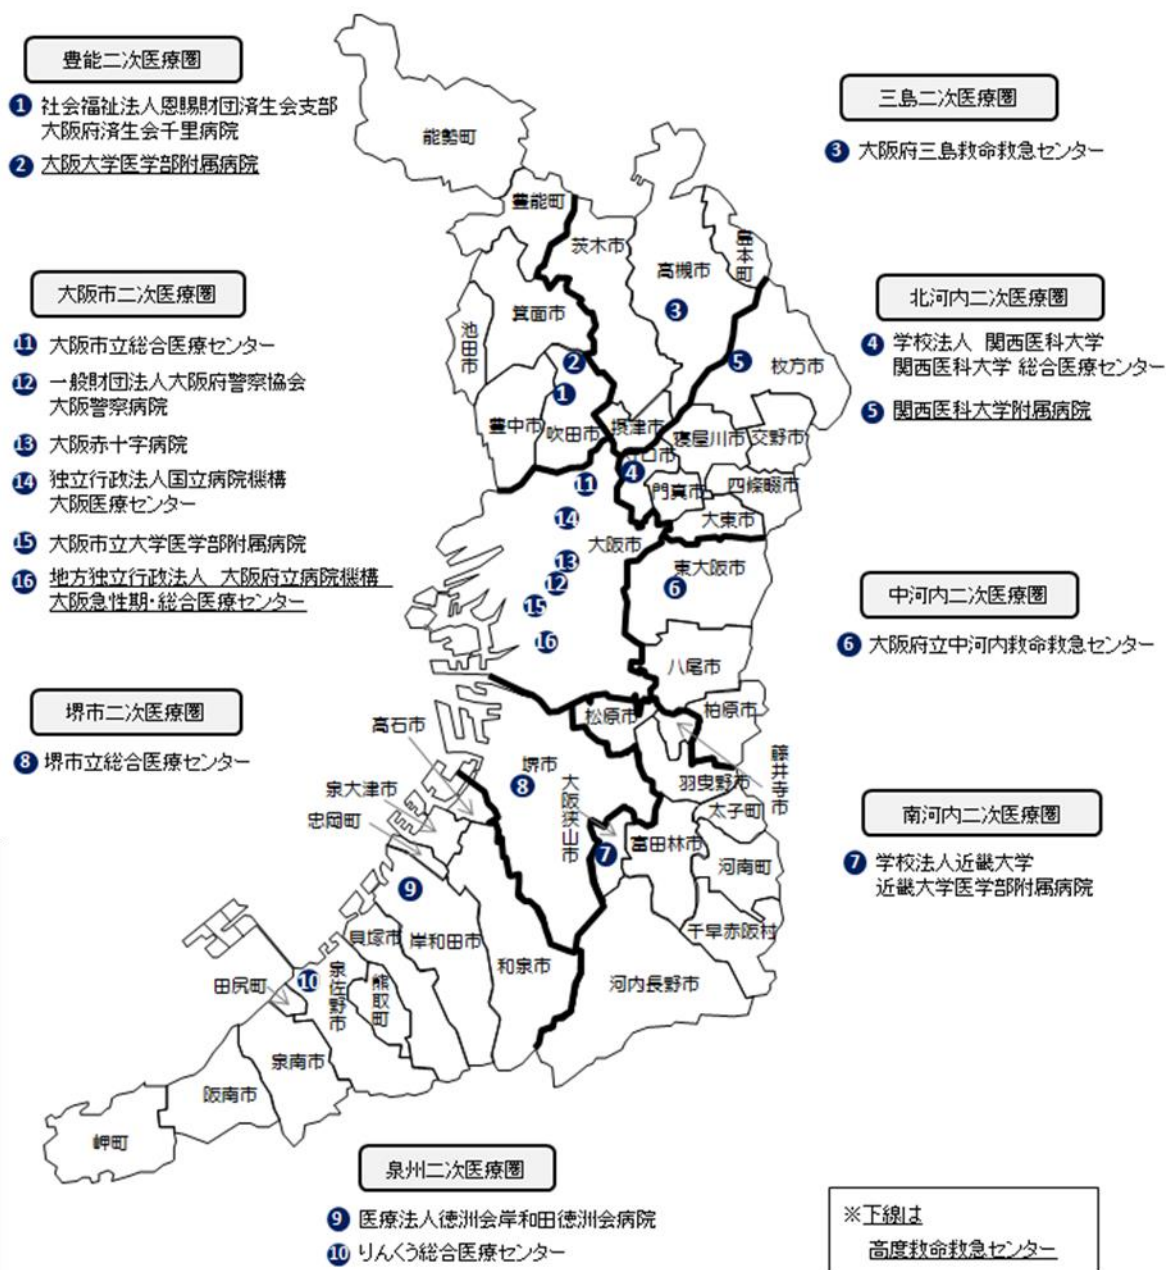 豊能二次医療圏
❶ 社会福祉法人恩賜財団済生会支部
大阪府済生会千里病院
❷ 大阪大学医学部附属病院
三島二次医療圏
❸ 大阪府三島救命救急センター
大阪市二次医療圏
⓫ 大阪市立総合医療センター
⓬ 一般財団法人大阪府警察協会
大阪警察病院
⓭ 大阪赤十字病院
⓮ 独立行政法人国立病院機構
大阪医療センター
⓯ 大阪市立大学医学部附属病院
⓰ 地方独立行政法人 大阪府立病院機構
大阪急性期・総合医療センター
北河内二次医療圏
❹ 学校法人 関西医科大学
関西医科大学 総合医療センター
❺ 関西医科大学附属病院
中河内二次医療圏
❻ 大阪府立中河内救命救急センター
堺市二次医療圏
❽ 堺市立総合医療センター
南河内二次医療圏
❼ 学校法人近畿大学
近畿大学医学部附属病院
能勢町
豊能町
茨木市
高槻市
島本町
❸
箕面市
池田市
❷
❶
❺
枚方市
豊中市
吹田市
摂津市
寝屋川市
交野市
守口市
❹
門真市
四條畷市
大東市
⓫
⓮
大阪市
⓭
⓬
⓯
⓰
東大阪市
❻
八尾市
柏原市
松原市
藤井寺市
羽曳野市
高石市
堺市
❽
大阪狭山市
泉大津市
忠岡町
太子町
富田林市
❼
河南町
千早赤阪村
❾
貝塚市
岸和田市
和泉市
河内長野市
❿
泉佐野市
熊取町
田尻町
泉南市
阪南市
岬町
泉州二次医療圏
❾ 医療法人徳洲会岸和田徳洲会病院
❿ りんくう総合医療センター
※下線は
高度救命救急センター